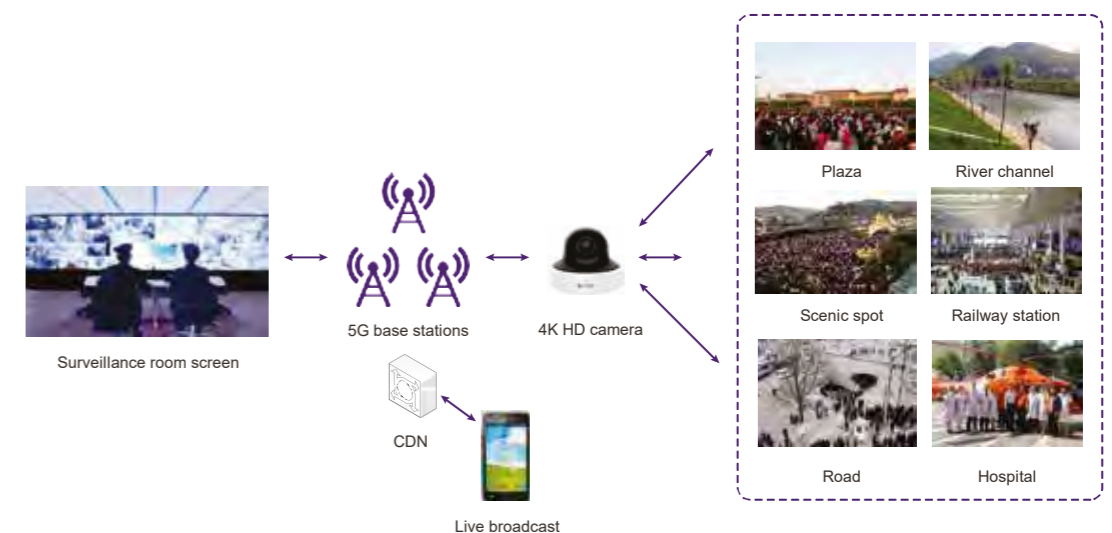 Plaza
River channel
Scenic spot
Railway station
Surveillance room screen
5G base stations
4K HD camera
CDN
Live broadcast
Road
Hospital